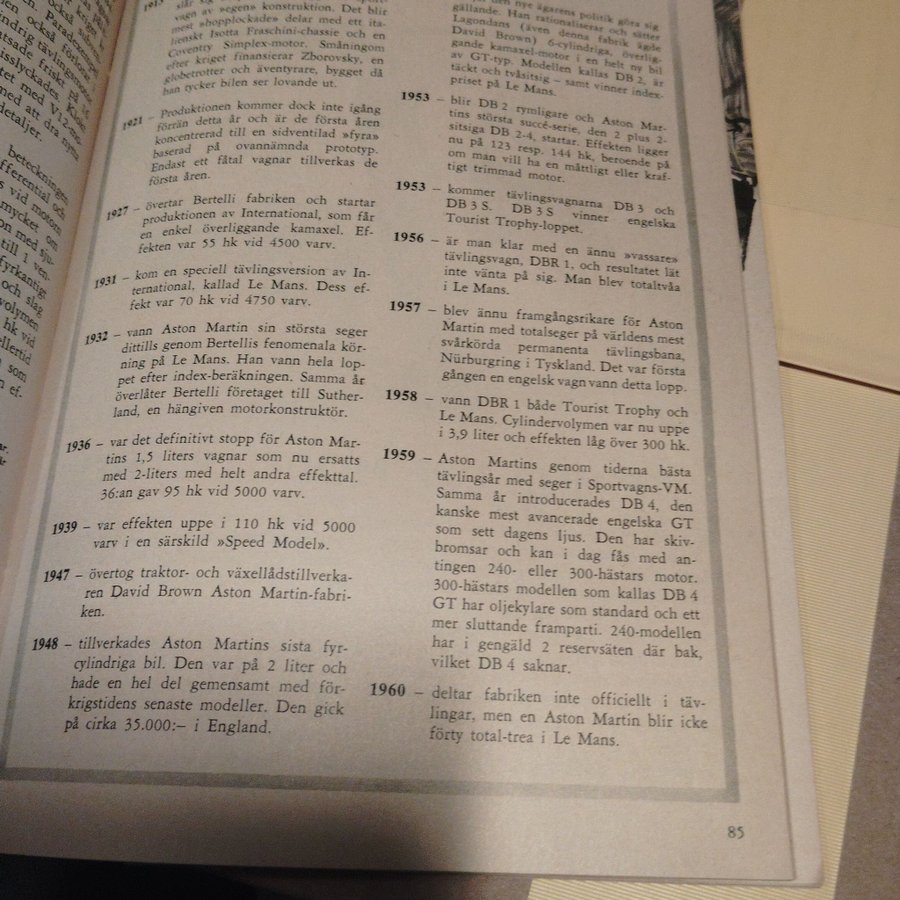 vagn av »egen» konstruktion. Det blir
mest »hopplockade» delar med ett ita-
lienskt Isotta Fraschini-chassie och en
Coventry Simplex-motor. Småningom
efter kriget finansierar Zborovsky, en
globetrotter och äventyrare, bygget då
han tycker bilen ser lovande ut.
1921 – Produktionen kommer dock inte igång
förrän detta år och är de första åren
koncentrerad till en sidventilad »fyra»
baserad på ovannämnda prototyp.
Endast ett fåtal vagnar tillverkas de
första åren.
1927 – övertar Bertelli fabriken och startar
produktionen av International, som får
en enkel överliggande kamaxel. Ef-
fekten var 55 hk vid 4500 varv.
1931 – kom en speciell tävlingsversion av In-
ternational, kallad Le Mans. Dess ef-
fekt var 70 hk vid 4750 varv.
1932 – vann Aston Martin sin största seger
dittills genom Bertellis fenomenala kör-
ning på Le Mans. Han vann hela lop-
pet efter index-beräkningen. Samma år
överlåter Bertelli företaget till Suther-
land, en hängiven motorkonstruktör.
1936 – var det definitivt stopp för Aston Mar-
tins 1,5 liters vagnar som nu ersatts
med 2-liters med helt andra effekttal.
36:an gav 95 hk vid 5000 varv.
1939 – var effekten uppe i 110 hk vid 5000
varv i en särskild »Speed Model».
1947 – övertog traktor- och växellådstillverka-
ren David Brown Aston Martin-fabri-
ken.
1948 – tillverkades Aston Martins sista fyr-
cylindriga bil. Den var på 2 liter och
hade en hel del gemensamt med för-
krigstidens senaste modeller. Den gick
på cirka 35.000:– i England.
den nye ägarens politik göra sig
gällande. Han rationaliserar och sätter
Lagondans (även denna fabrik ägde
David Brown) 6-cylindriga, överlig-
gande kamaxel-motor i en helt ny bil
av GT-typ. Modellen kallas DB 2, är
täckt och tvåsitsig – samt vinner index-
priset på Le Mans.
1953 – blir DB 2 rymligare och Aston Mar-
tins största succé-serie, den 2 plus 2-
sitsiga DB 2-4, startar. Effekten ligger
nu på 123 resp. 144 hk, beroende på
om man vill ha en måttligt eller kraf-
tigt trimmad motor.
1953 – kommer tävlingsvagnarna DB 3 och
DB 3 S. DB 3 S vinner engelska
Tourist Trophy-loppet.
1956 – är man klar med en ännu »vassare»
tävlingsvagn, DBR 1, och resultatet lät
inte vänta på sig. Man blev totaltvåa
i Le Mans.
1957 – blev ännu framgångsrikare för Aston
Martin med totalseger på världens mest
svårkörda permanenta tävlingsbana,
Nürburgring i Tyskland. Det var första
gången en engelsk vagn vann detta lopp.
1958 – vann DBR 1 både Tourist Trophy och
Le Mans. Cylindervolymen var nu uppe
i 3,9 liter och effekten låg över 300 hk.
1959 – Aston Martins genom tiderna bästa
tävlingsår med seger i Sportvagns-VM.
Samma år introducerades DB 4, den
kanske mest avancerade engelska GT
som sett dagens ljus. Den har skiv-
bromsar och kan i dag fås med an-
tingen 240- eller 300-hästars motor.
300-hästars modellen som kallas DB 4
GT har oljekylare som standard och ett
mer sluttande framparti. 240-modellen
har i gengäld 2 reservsäten där bak,
vilket DB 4 saknar.
1960 – deltar fabriken inte officiellt i täv-
lingar, men en Aston Martin blir icke
förty total-trea i Le Mans.
85